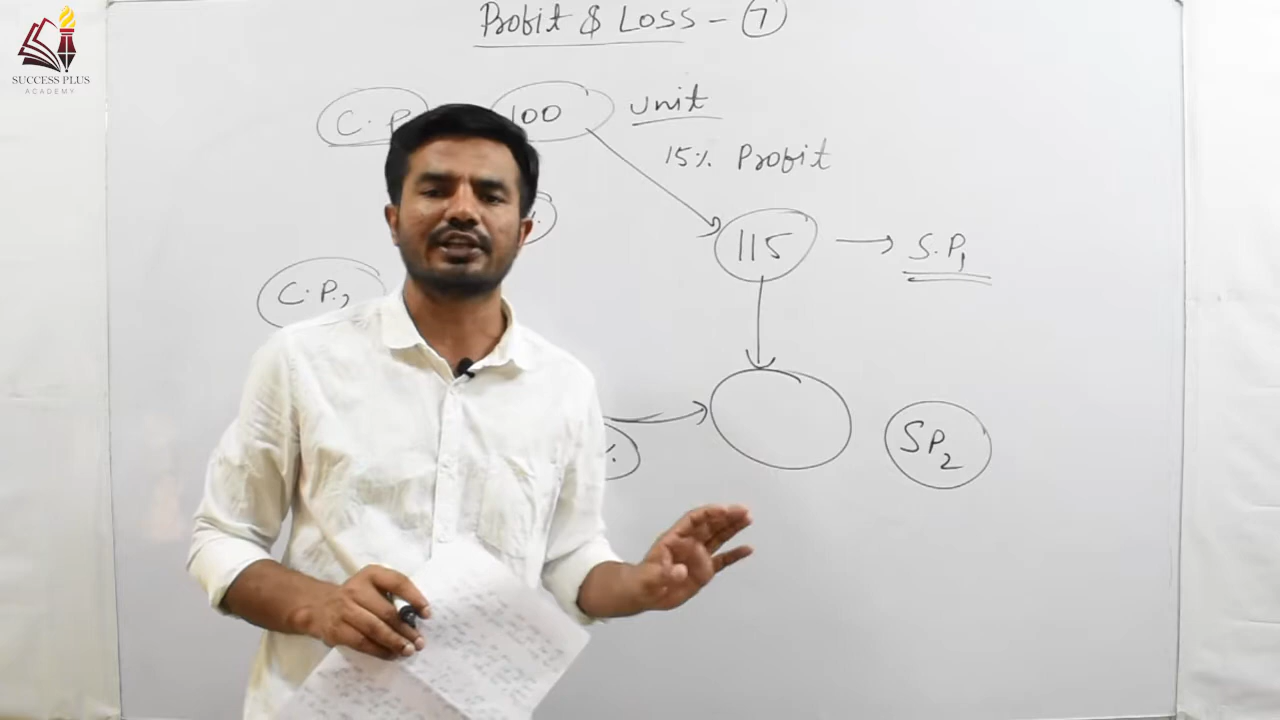 SUCCESS PLUS
ACADEMY
Profit & Loss - 7
C.P 100 unit
15% Profit
115 → S.P1
C.P2
%
SP2